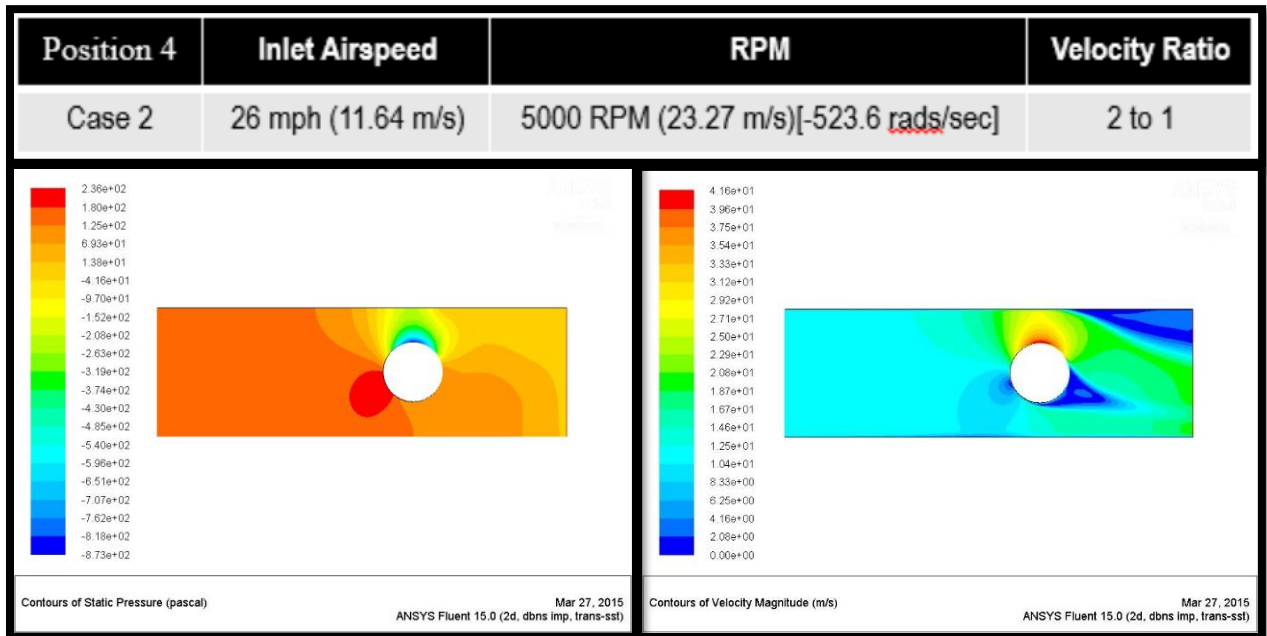 Position 4 Inlet Airspeed RPM Velocity Ratio
Case 2 26 mph (11.64 m/s) 5000 RPM (23.27 m/s)[-523.6 rads/sec] 2 to 1
2.36e+02
1.80e+02
1.25e+02
6.93e+01
1.38e+01
-4.16e+01
-9.70e+01
-1.52e+02
-2.08e+02
-2.63e+02
-3.19e+02
-3.74e+02
-4.30e+02
-4.85e+02
-5.40e+02
-5.96e+02
-6.51e+02
-7.07e+02
-7.62e+02
-8.18e+02
-8.73e+02
Contours of Static Pressure (pascal)
Mar 27, 2015
ANSYS Fluent 15.0 (2d, dbns imp, trans-sst)
4.16e+01
3.96e+01
3.75e+01
3.54e+01
3.33e+01
3.12e+01
2.92e+01
2.71e+01
2.50e+01
2.29e+01
2.08e+01
1.87e+01
1.67e+01
1.46e+01
1.25e+01
1.04e+01
8.33e+00
6.25e+00
4.16e+00
2.08e+00
0.00e+00
Contours of Velocity Magnitude (m/s)
Mar 27, 2015
ANSYS Fluent 15.0 (2d, dbns imp, trans-sst)